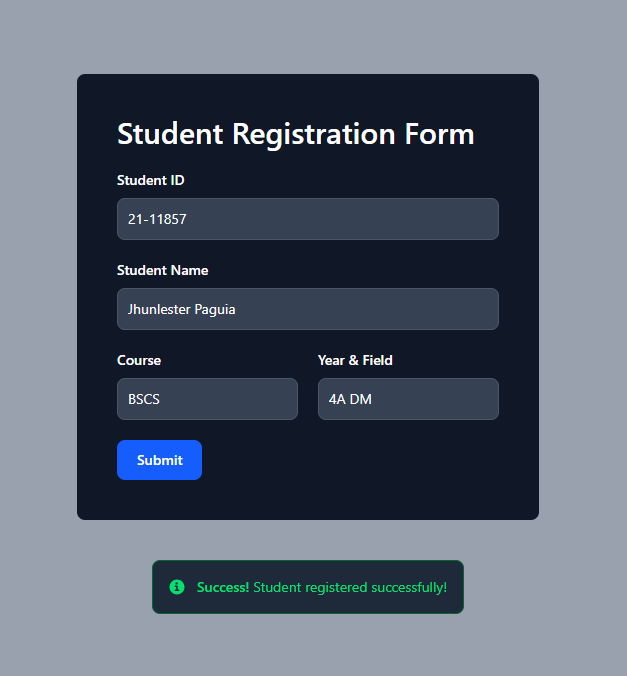 Student Registration Form
Student ID
21-11857
Student Name
Jhunlester Paguia
Course
Year & Field
BSCS
4A DM
Submit
Success! Student registered successfully!